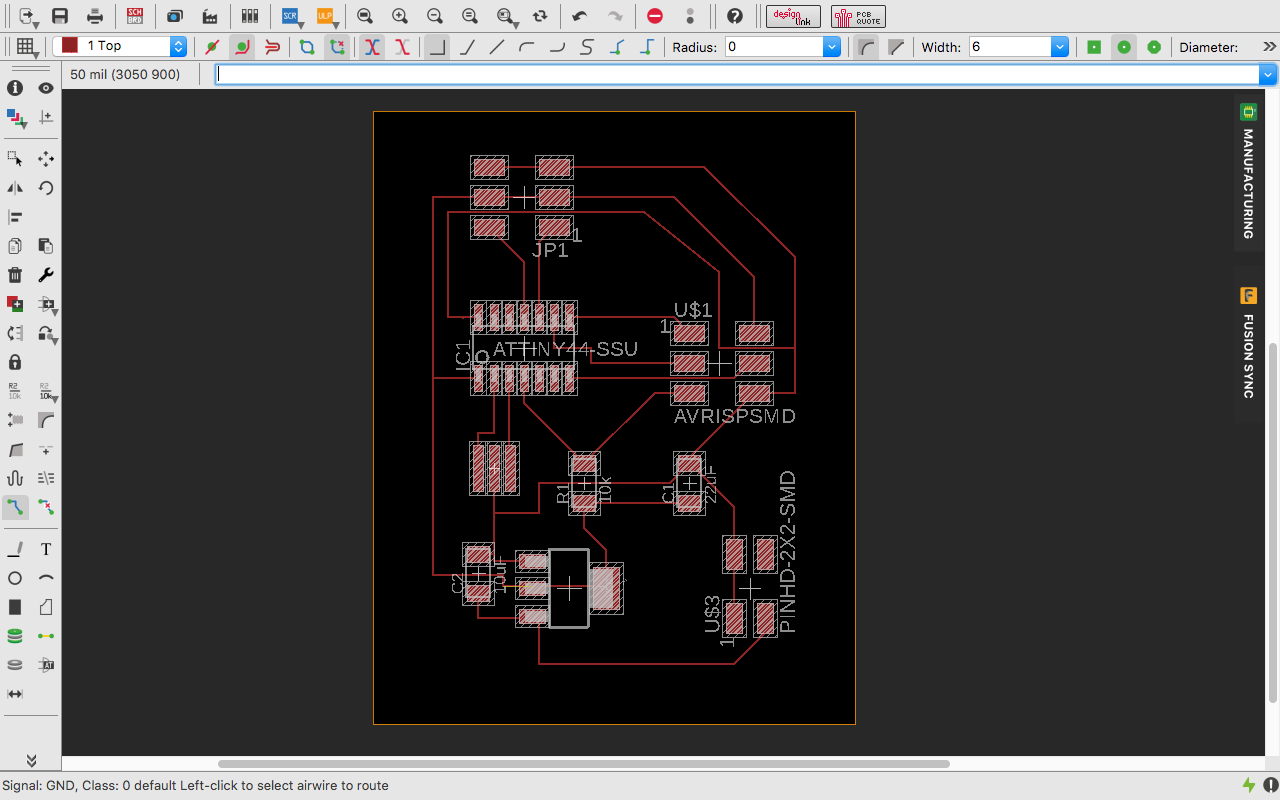 SCH
BRD
SCR
ULP
design
link
PCB
QUOTE
1 Top
Radius:
0
Width:
6
Diameter:
50 mil (3050 900)
MANUFACTURING
FUSION SYNC
R2
10k
R2
10k
T
AT
1
JP1
U$1
1
IC1
ATTINY44-SSU
AVRISPSMD
R1
10k
C1
22uF
C2
10uF
U$3
1
PINHD-2X2-SMD
Signal: GND, Class: 0 default Left-click to select airwire to route